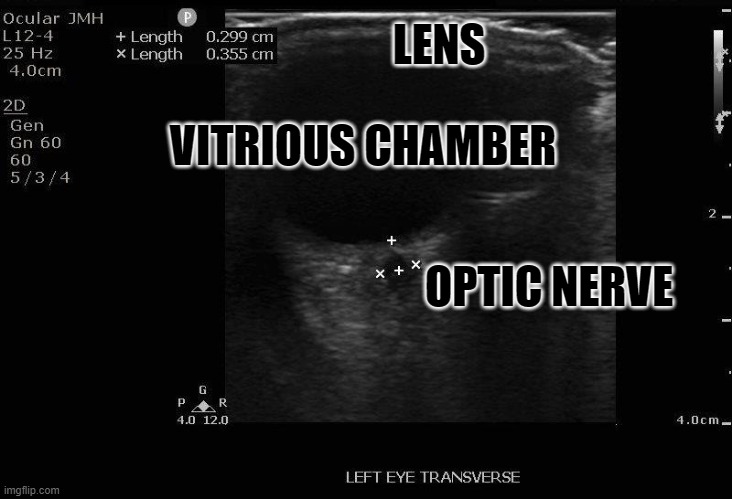 Ocular JMH
L12-4
25 Hz
4.0cm
2D
Gen
Gn 60
60
5/3/4
P
+ Length 0.299 cm
× Length 0.355 cm
LENS
VITRIOUS CHAMBER
OPTIC NERVE
2
G
P R
4.0 12.0
4.0cm
LEFT EYE TRANSVERSE
imgflip.com